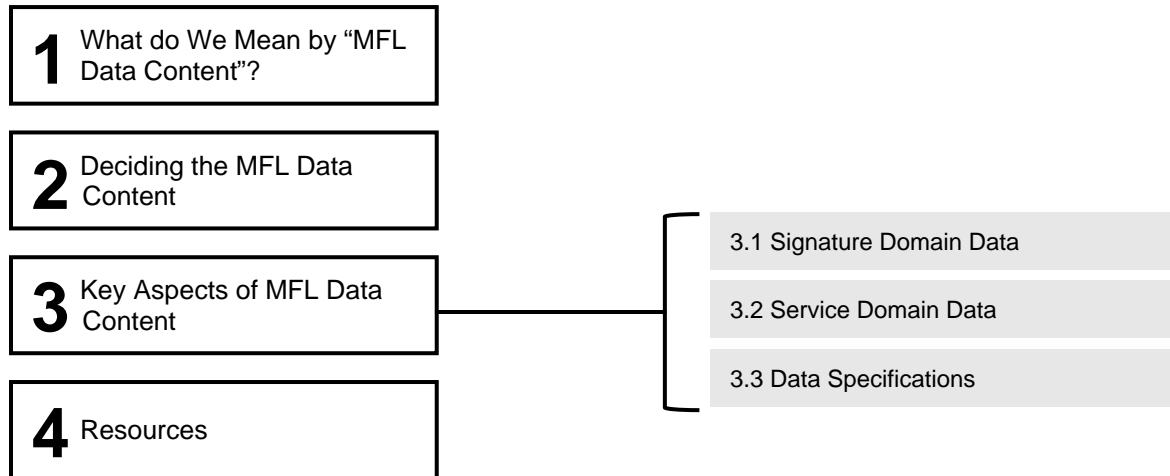 1
What do We Mean by “MFL
Data Content”?
2
Deciding the MFL Data
Content
3
Key Aspects of MFL Data
Content
3.1 Signature Domain Data
3.2 Service Domain Data
3.3 Data Specifications
4
Resources